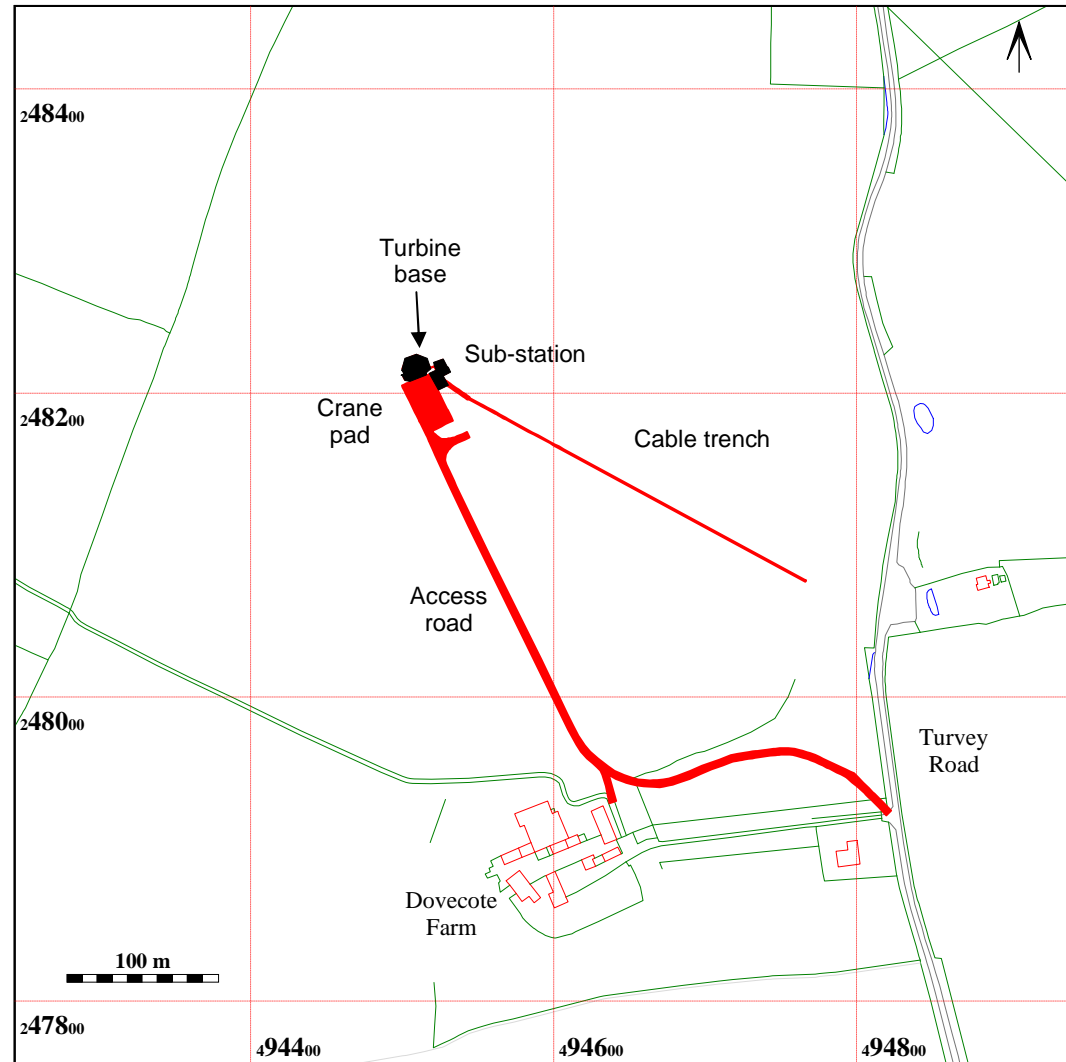 248400
Turbine
base
Sub-station
248200
Crane
pad
Cable trench
Access
road
248000
Turvey
Road
Dovecote
Farm
100 m
247800
494400
494600
494800